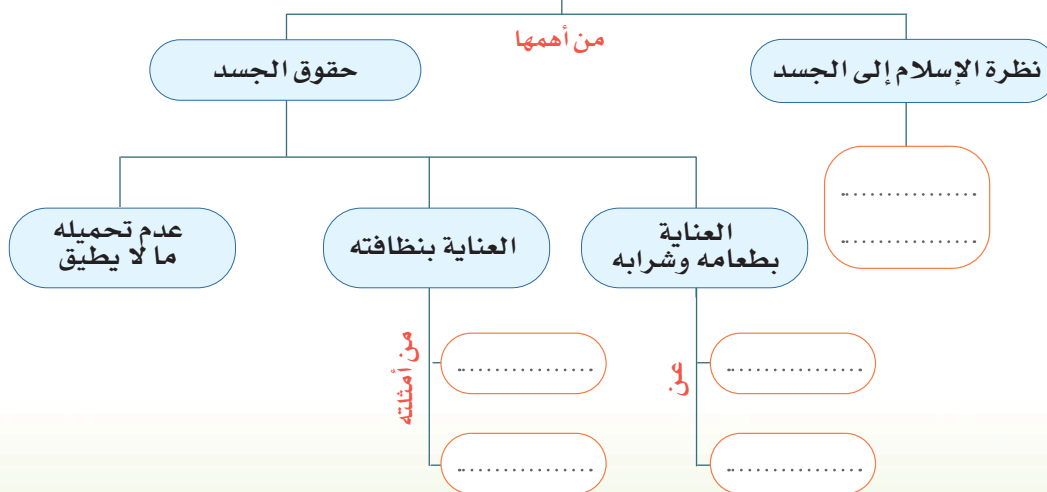 من أهمها
نظرة الإسلام إلى الجسد
حقوق الجسد
................
................
العناية
بطعامه وشرابه
العناية بنظافته
عدم تحميله
ما لا يطيق
عن
................
................
من أمثلته
................
................